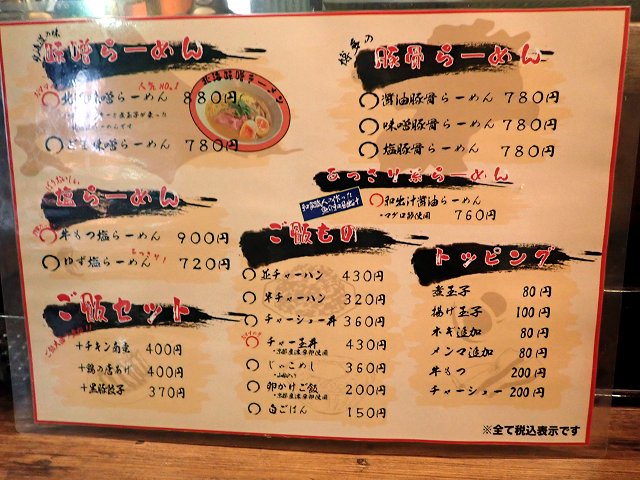 豚噌らーめん
人気NO.1
味噌らーめん 880円
味噌らーめん 780円
北海豚噌ラーメン
塩らーめん
牛もつ塩らーめん 900円
ゆず塩らーめん 720円
ご飯セット
+チキン南蛮 400円
+鶏の唐あげ 400円
+黒豚餃子 370円
博多の
豚骨らーめん
醤油豚骨らーめん 780円
味噌豚骨らーめん 780円
塩豚骨らーめん 780円
あっさり系らーめん
和出汁醤油らーめん
・マグロ節使用 760円
ご飯もの
並チャーハン 430円
半チャーハン 320円
チャーシュー丼 360円
チャー玉丼 430円
じゃこめし 360円
卵かけご飯 200円
白ごはん 150円
トッピング
煮玉子 80円
揚げ玉子 100円
ネギ追加 80円
メンマ追加 80円
牛もつ 200円
チャーシュー 200円
※全て税込表示です